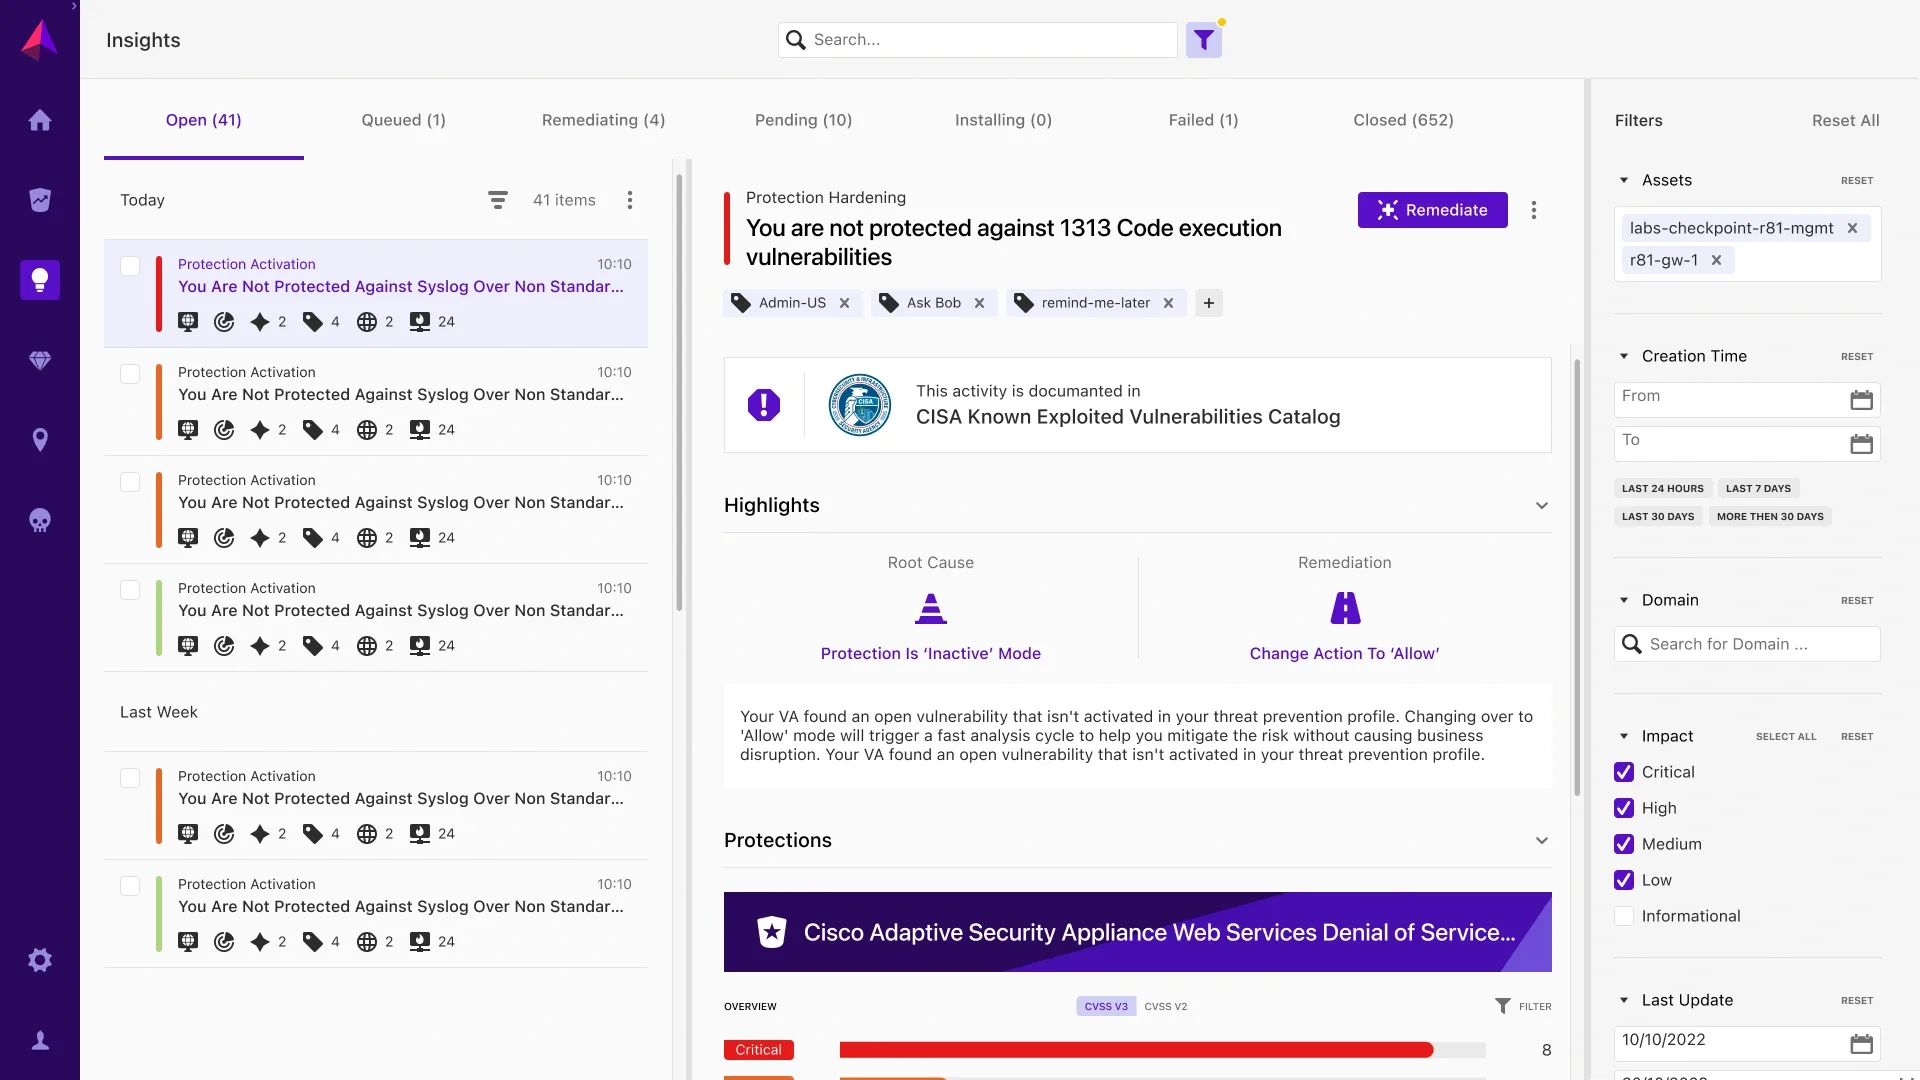 Insights
Search...
Open (41)
Queued (1)
Remediating (4)
Pending (10)
Installing (0)
Failed (1)
Closed (652)
Today
41 items
Protection Activation
10:10
You Are Not Protected Against Syslog Over Non Standar...
2
4
2
24
Protection Activation
10:10
You Are Not Protected Against Syslog Over Non Standar...
2
4
2
24
Protection Activation
10:10
You Are Not Protected Against Syslog Over Non Standar...
2
4
2
24
Protection Activation
10:10
You Are Not Protected Against Syslog Over Non Standar...
2
4
2
24
Last Week
Protection Activation
10:10
You Are Not Protected Against Syslog Over Non Standar...
2
4
2
24
Protection Activation
10:10
You Are Not Protected Against Syslog Over Non Standar...
2
4
2
24
Protection Hardening
You are not protected against 1313 Code execution
vulnerabilities
Remediate
Admin-US
Ask Bob
remind-me-later
+
CISA
This activity is documanted in
CISA Known Exploited Vulnerabilities Catalog
Highlights
Root Cause
Protection Is ‘Inactive’ Mode
Remediation
Change Action To ‘Allow’
Your VA found an open vulnerability that isn't activated in your threat prevention profile. Changing over to
'Allow' mode will trigger a fast analysis cycle to help you mitigate the risk without causing business
disruption. Your VA found an open vulnerability that isn't activated in your threat prevention profile.
Protections
Cisco Adaptive Security Appliance Web Services Denial of Service...
OVERVIEW
CVSS V3
CVSS V2
FILTER
Critical
8
Filters
Reset All
Assets
RESET
labs-checkpoint-r81-mgmt
r81-gw-1
Creation Time
RESET
From
To
LAST 24 HOURS
LAST 7 DAYS
LAST 30 DAYS
MORE THEN 30 DAYS
Domain
RESET
Search for Domain ...
Impact
SELECT ALL
RESET
Critical
High
Medium
Low
Informational
Last Update
RESET
10/10/2022